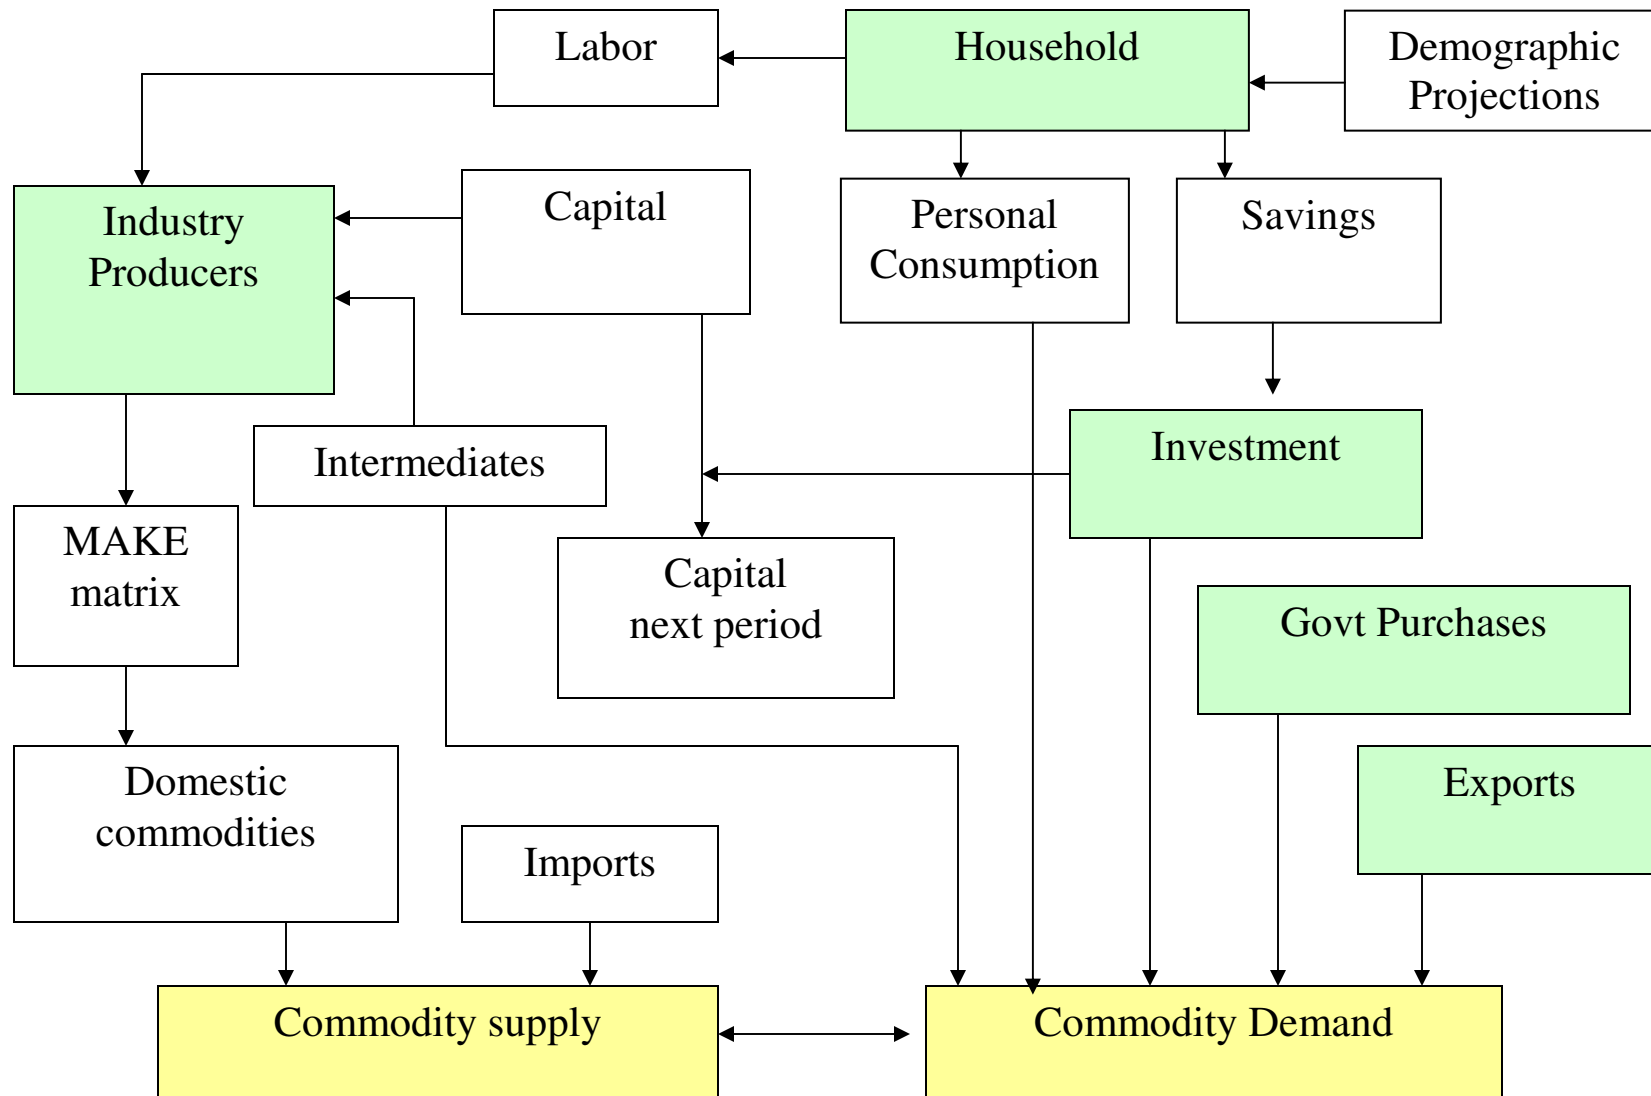 Labor
Household
Demographic
Projections
Industry
Producers
Capital
Personal
Consumption
Savings
Intermediates
Investment
MAKE
matrix
Capital
next period
Govt Purchases
Domestic
commodities
Imports
Exports
Commodity supply
Commodity Demand